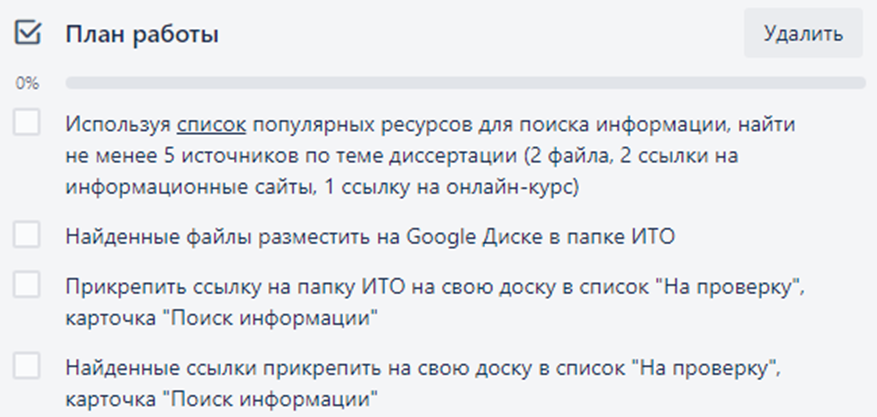 План работы
Удалить
0%
Используя список популярных ресурсов для поиска информации, найти
не менее 5 источников по теме диссертации (2 файла, 2 ссылки на
информационные сайты, 1 ссылку на онлайн-курс)
Найденные файлы разместить на Google Диске в папке ИТО
Прикрепить ссылку на папку ИТО на свою доску в список "На проверку",
карточка "Поиск информации"
Найденные ссылки прикрепить на свою доску в список "На проверку",
карточка "Поиск информации"